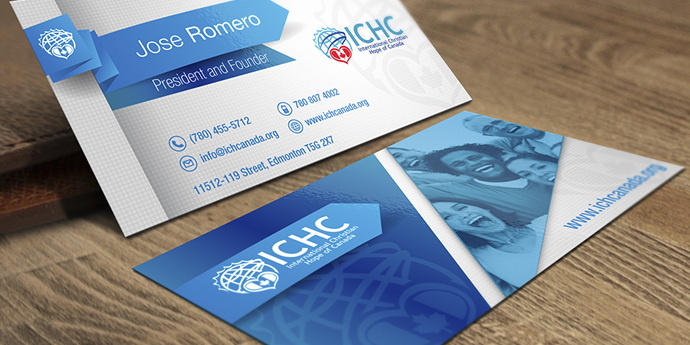 Jose Romero
President and Founder
ICHC
International Christian
Hope of Canada
(780) 455-5712
780 807 4002
info@ichcanada.org
www.ichcanada.org
11512-119 Street, Edmonton T5G 2X7
ICHC
International Christian
Hope of Canada
www.ichcanada.org